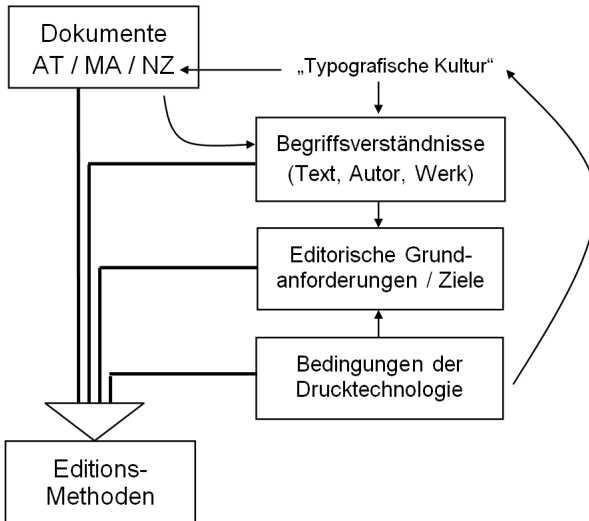 Dokumente
AT / MA / NZ
„Typografische Kultur“
Begriffsverständnisse
(Text, Autor, Werk)
Editorische Grund-
anforderungen / Ziele
Bedingungen der
Drucktechnologie
Editions-
Methoden